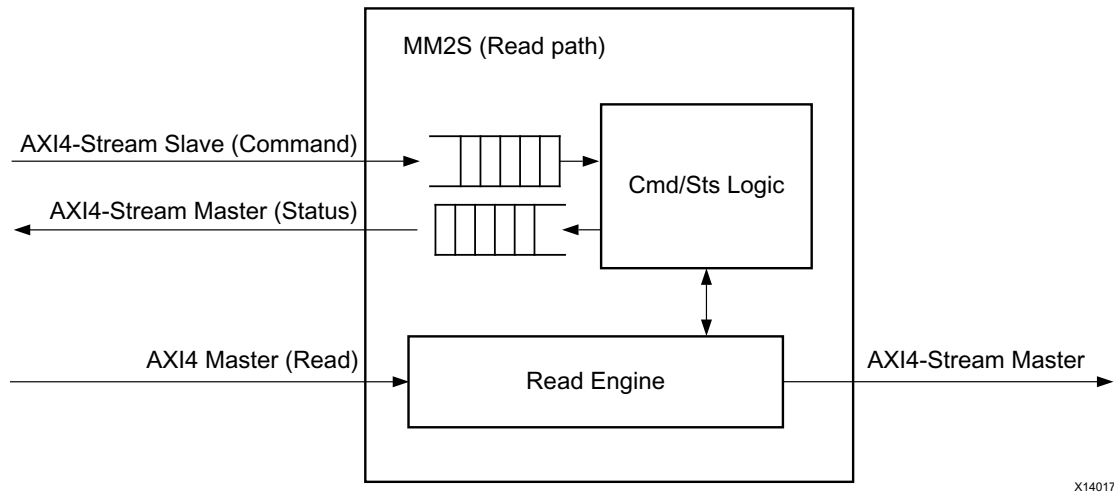 MM2S (Read path)
AXI4-Stream Slave (Command)
Cmd/Sts Logic
AXI4-Stream Master (Status)
AXI4 Master (Read)
Read Engine
AXI4-Stream Master
X14017